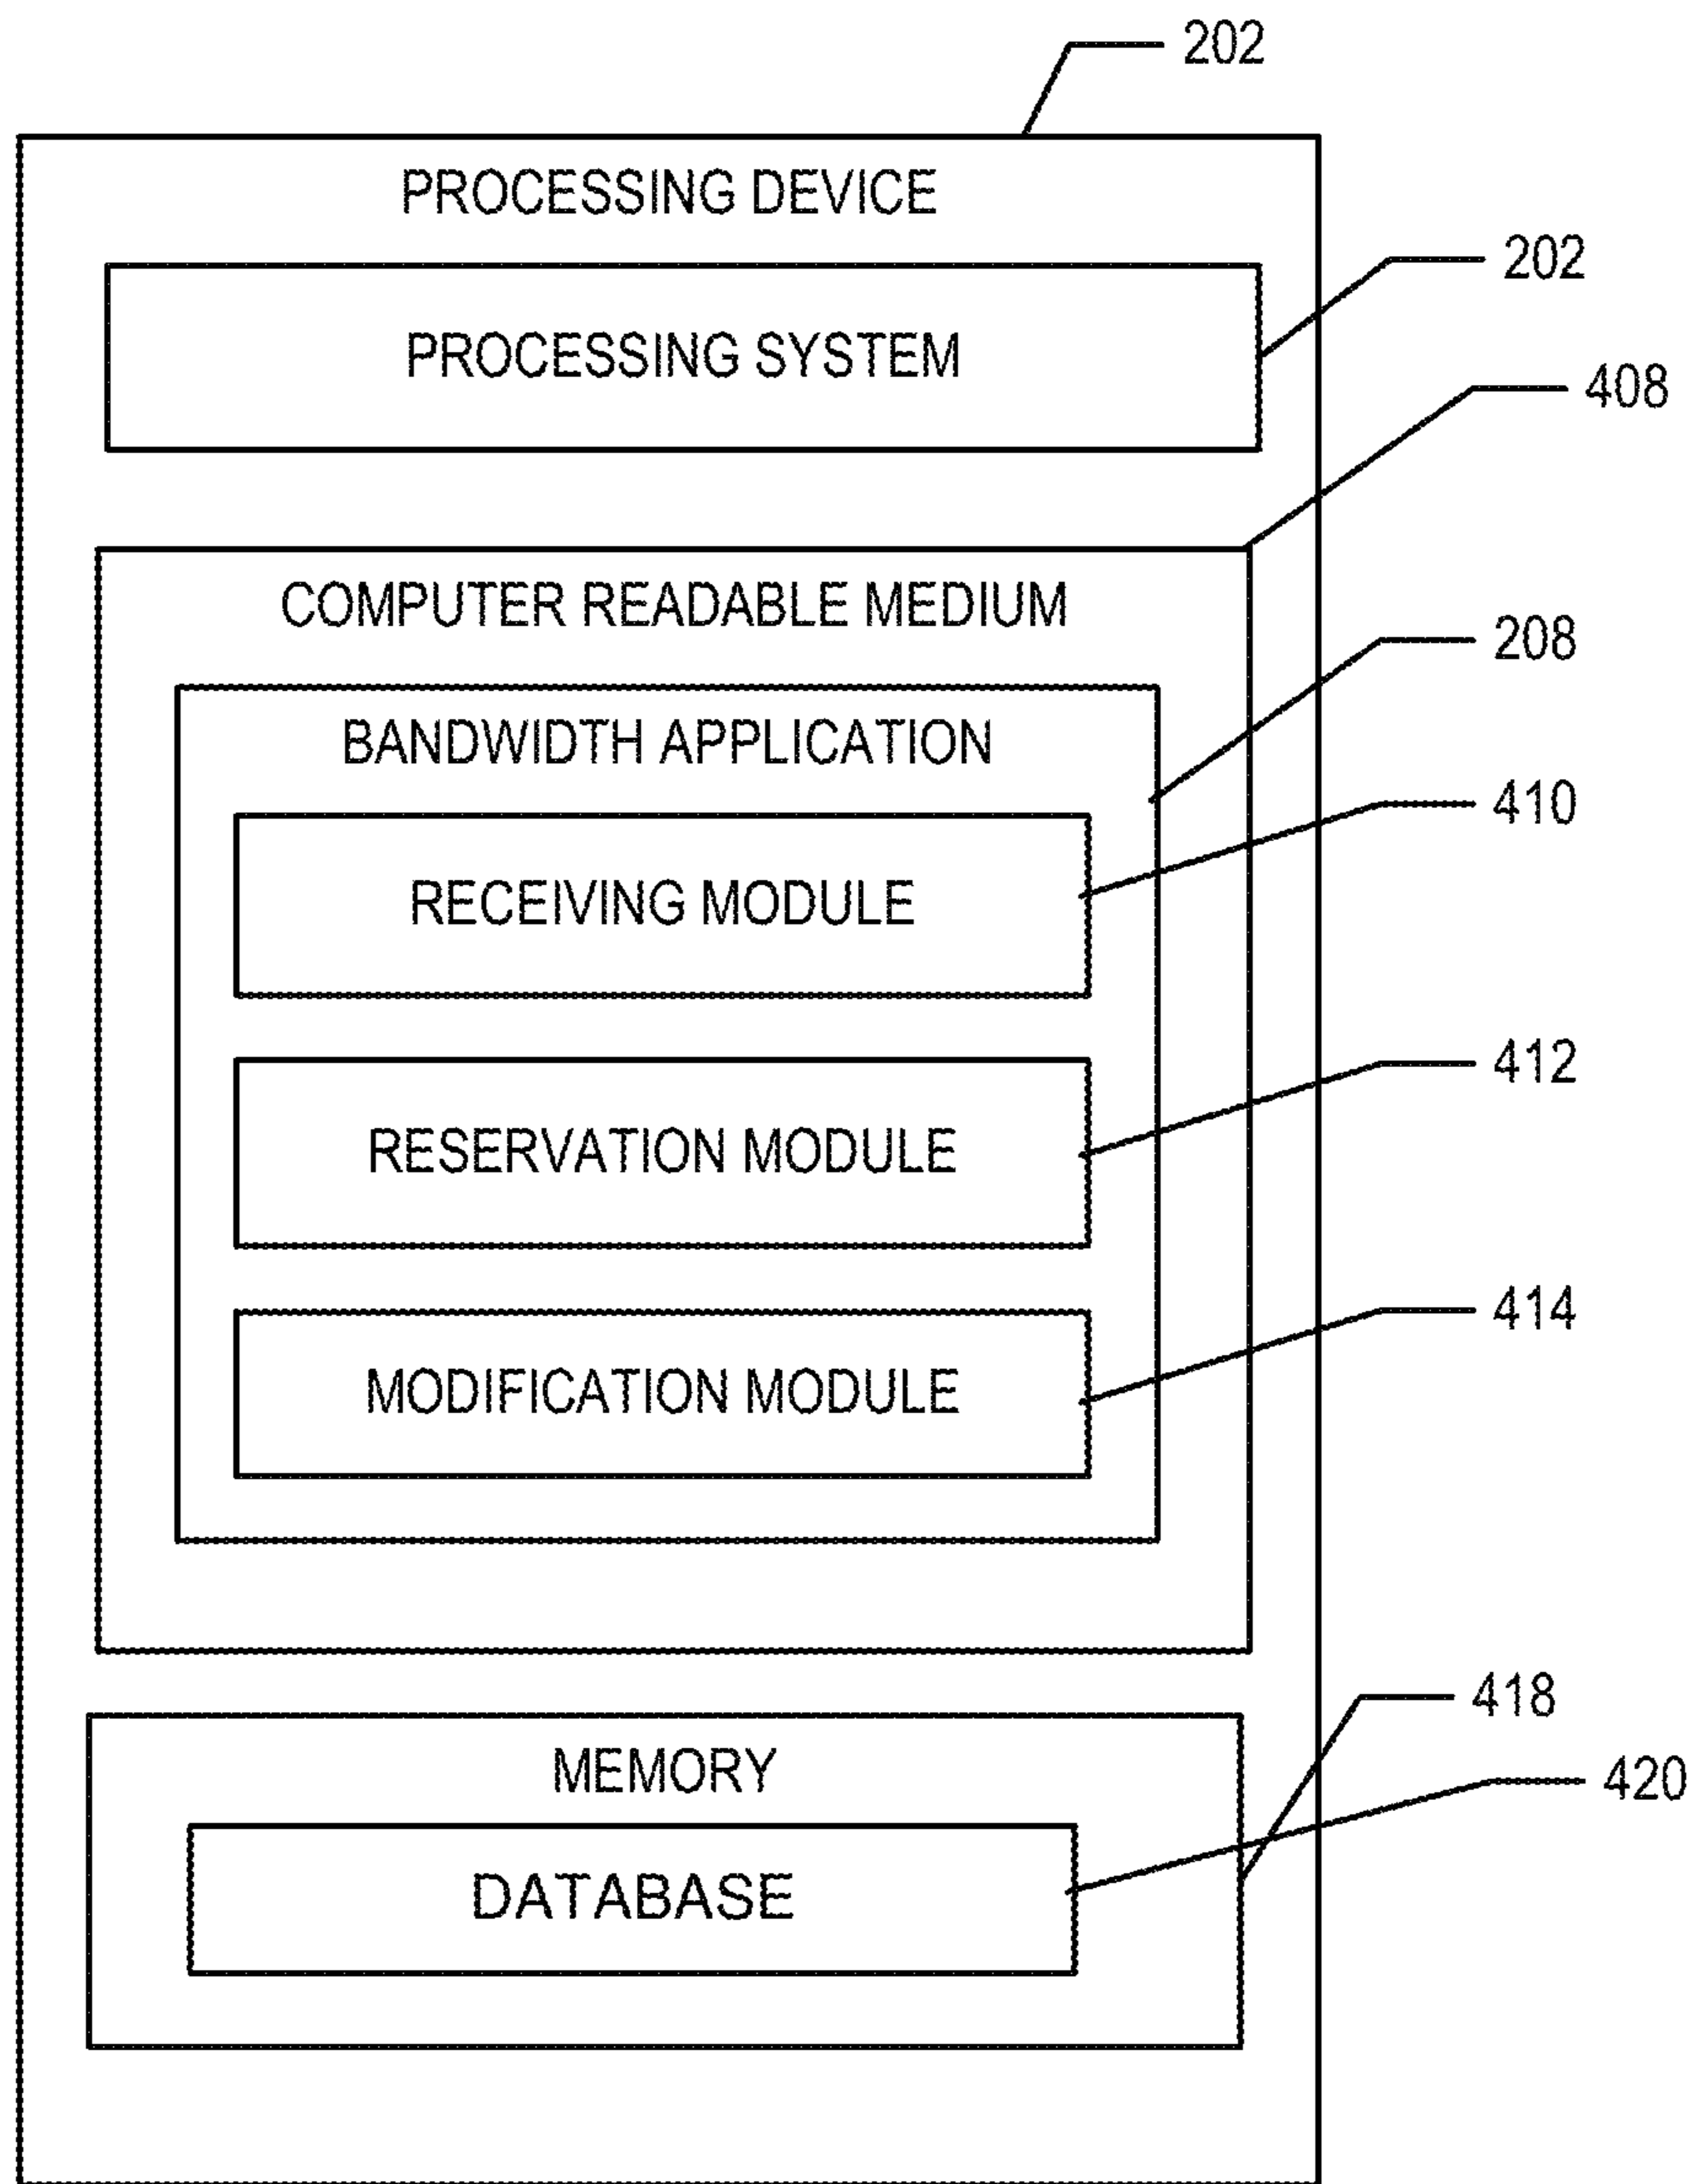 202
PROCESSING DEVICE
202
PROCESSING SYSTEM
408
COMPUTER READABLE MEDIUM
208
BANDWIDTH APPLICATION
410
RECEIVING MODULE
412
RESERVATION MODULE
414
MODIFICATION MODULE
418
MEMORY
420
DATABASE